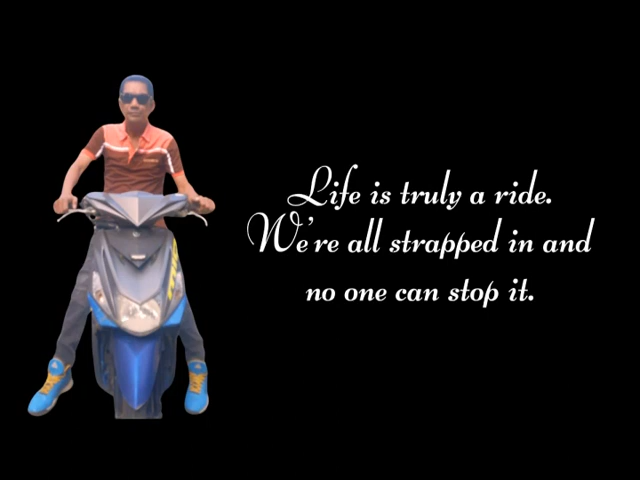 Life is truly a ride.
We're all strapped in and
no one can stop it.